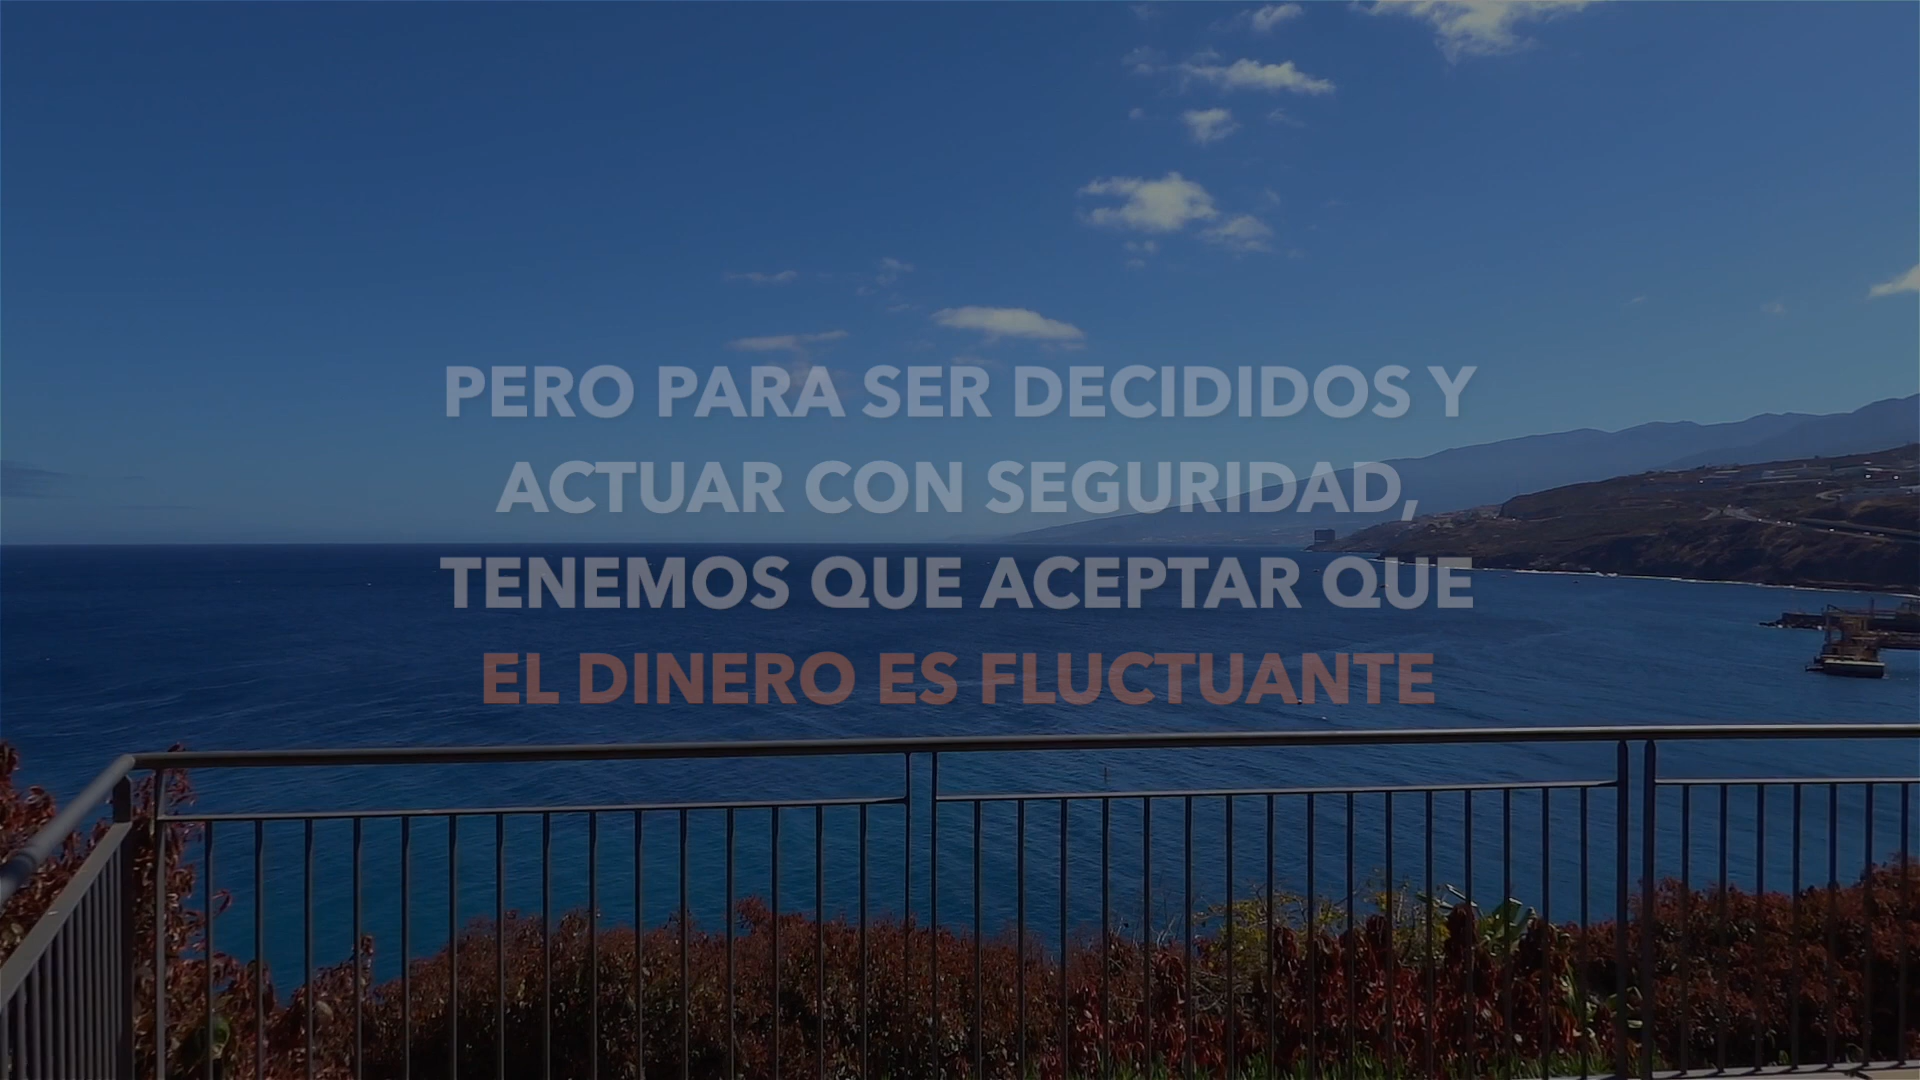 PERO PARA SER DECIDIDOS Y
ACTUAR CON SEGURIDAD,
TENEMOS QUE ACEPTAR QUE
EL DINERO ES FLUCTUANTE